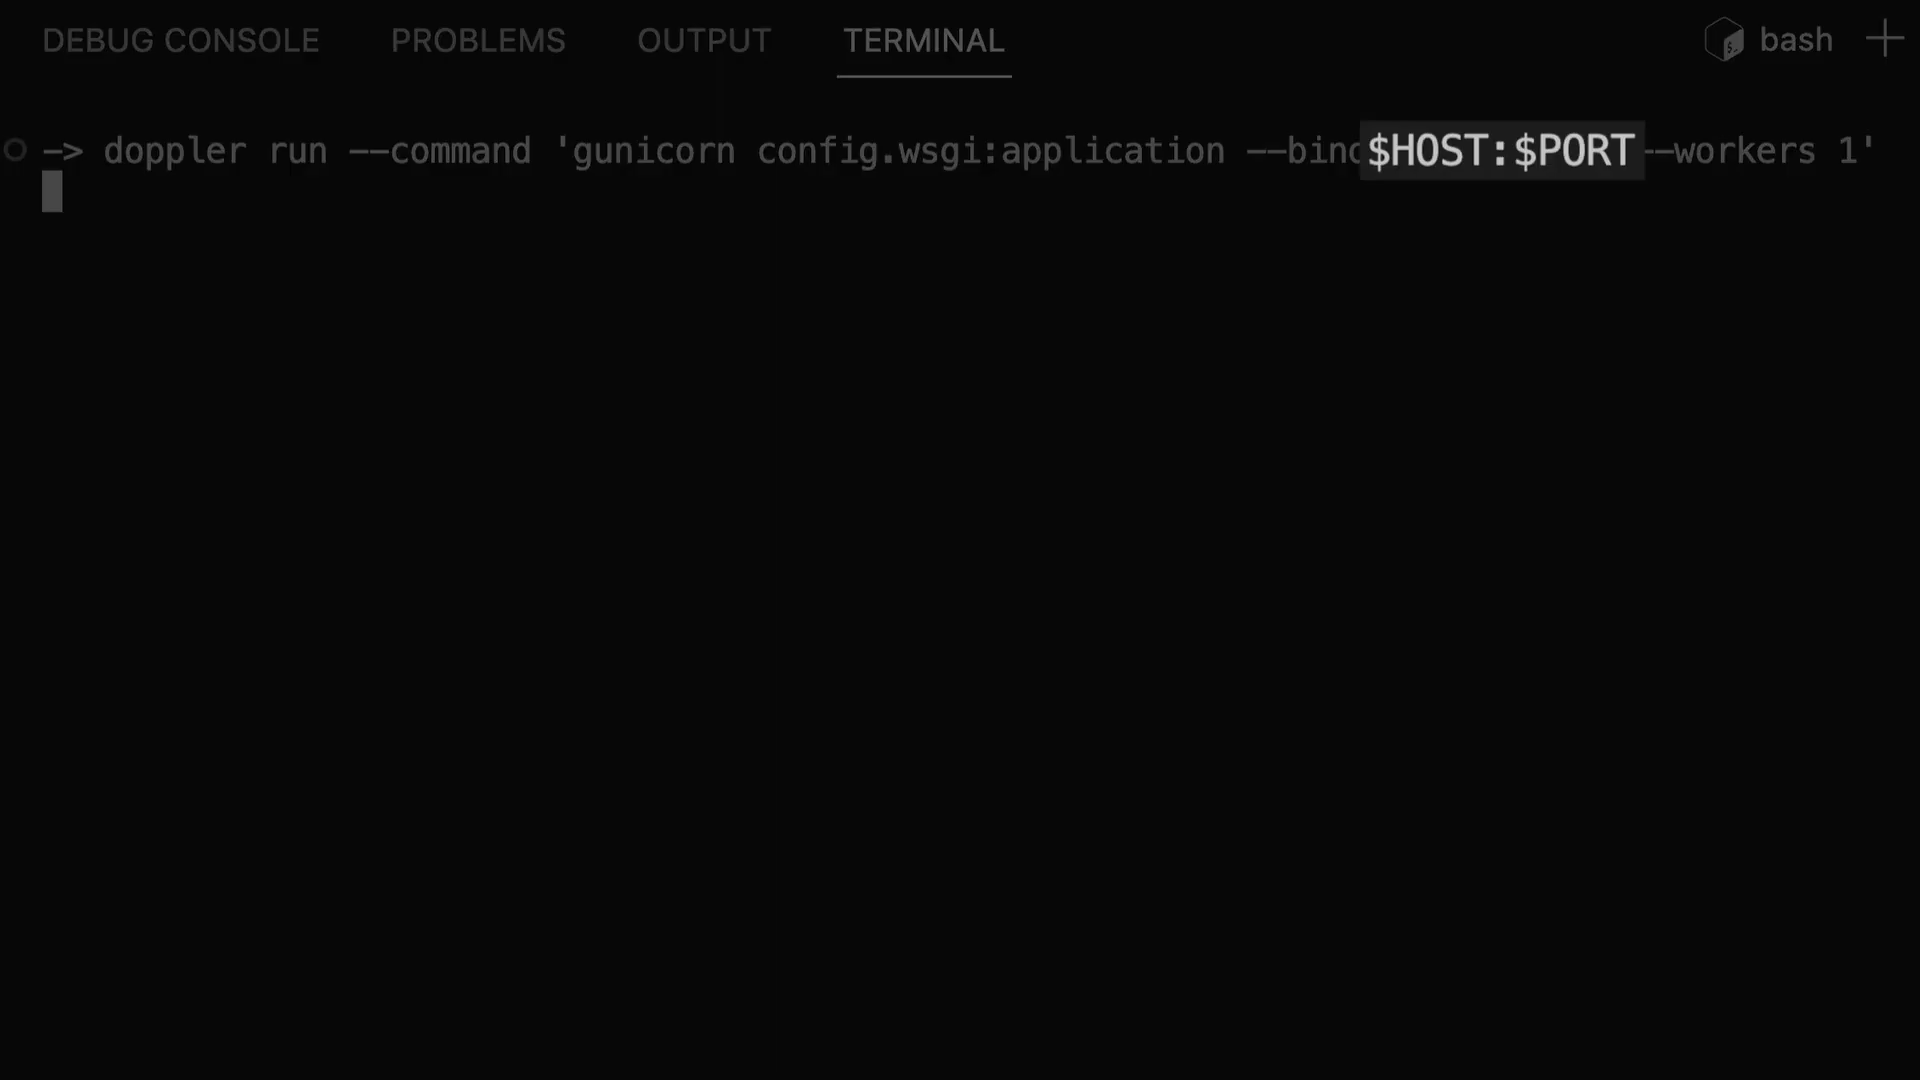 DEBUG CONSOLE PROBLEMS OUTPUT TERMINAL bash
-> doppler run --command 'gunicorn config.wsgi:application --bind $HOST:$PORT --workers 1'